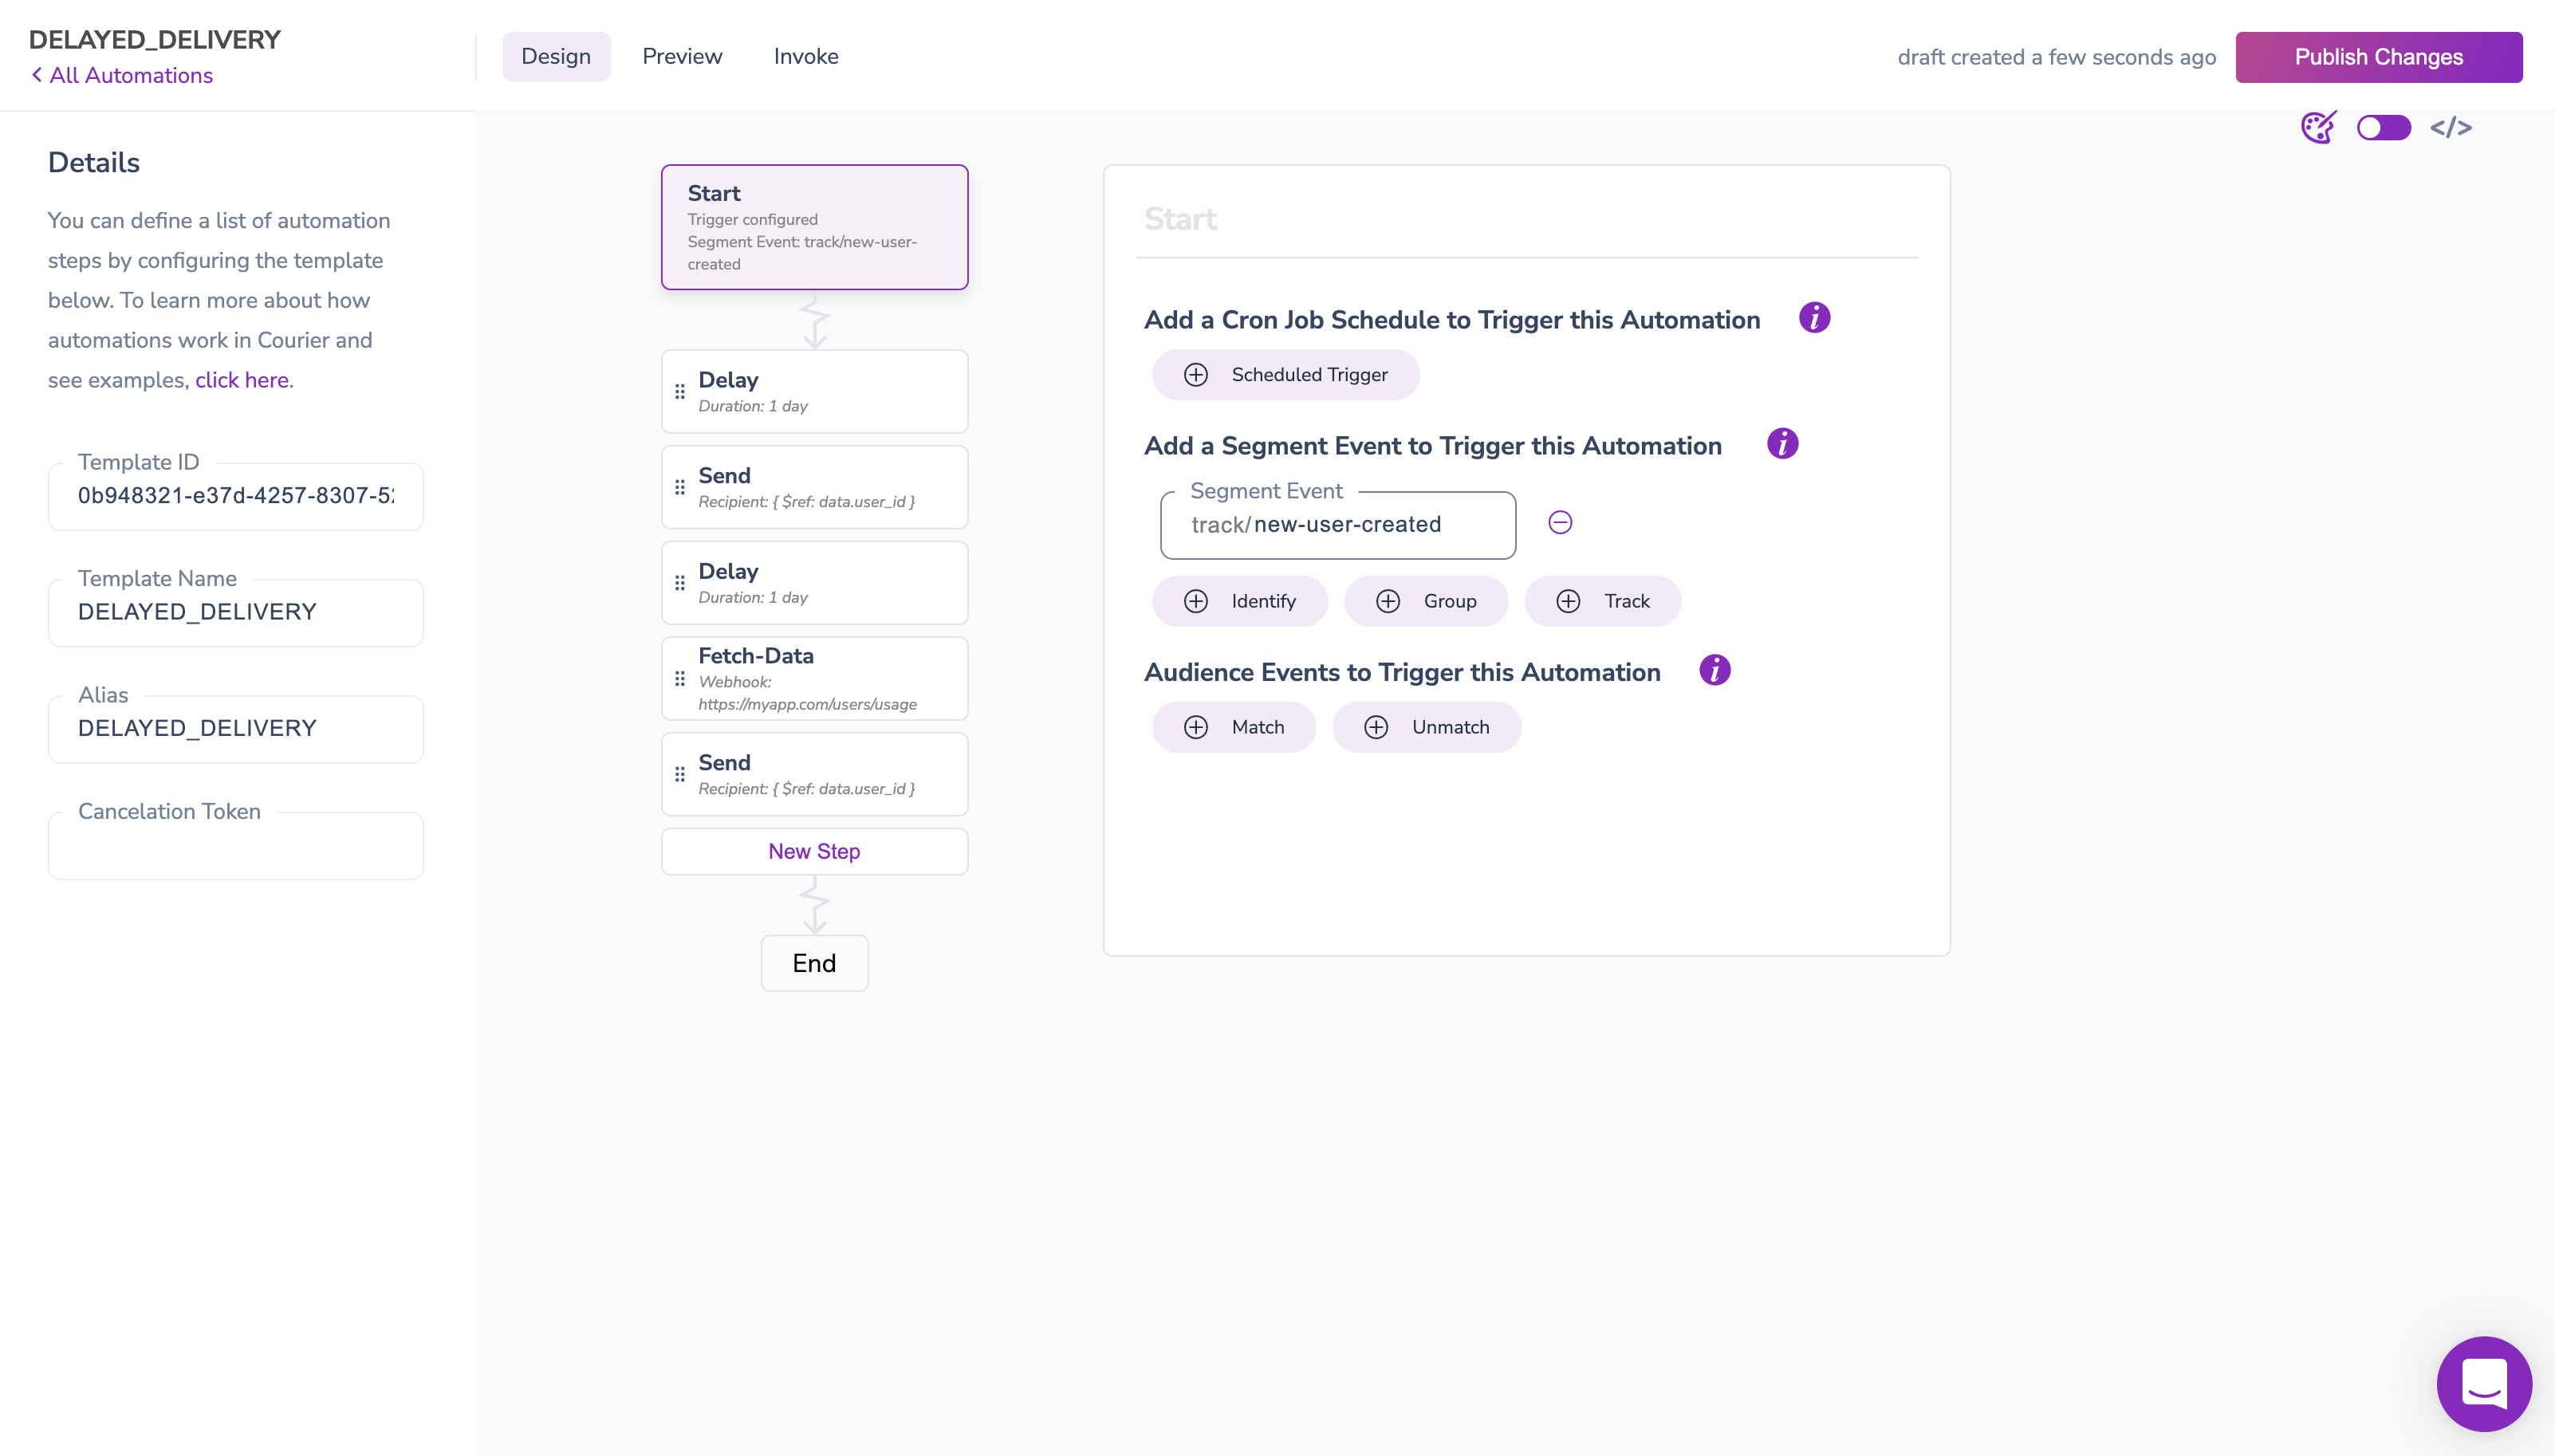 DELAYED_DELIVERY
All Automations
Design
Preview
Invoke
draft created a few seconds ago
Publish Changes
</>
Details
You can define a list of automation
steps by configuring the template
below. To learn more about how
automations work in Courier and
see examples, click here.
Template ID
0b948321-e37d-4257-8307-5
Template Name
DELAYED_DELIVERY
Alias
DELAYED_DELIVERY
Cancelation Token
Start
Trigger configured
Segment Event: track/new-user-
created
Delay
Duration: 1 day
Send
Recipient: { $ref: data.user_id }
Delay
Duration: 1 day
Fetch-Data
Webhook:
https://myapp.com/users/usage
Send
Recipient: { $ref: data.user_id }
New Step
End
Start
Add a Cron Job Schedule to Trigger this Automation
Scheduled Trigger
Add a Segment Event to Trigger this Automation
Segment Event
track/new-user-created
Identify
Group
Track
Audience Events to Trigger this Automation
Match
Unmatch